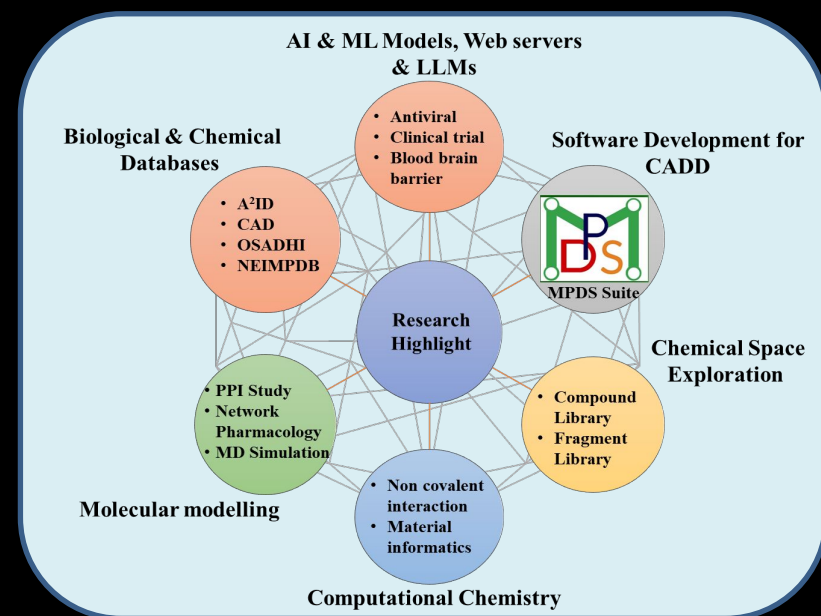 AI & ML Models, Web servers
& LLMs
• Antiviral
• Clinical trial
• Blood brain
barrier
Biological & Chemical
Databases
• A²ID
• CAD
• OSADHI
• NEIMPDB
Software Development for
CADD
MPDS
MPDS Suite
Research
Highlight
Chemical Space
Exploration
• Compound
Library
• Fragment
Library
• PPI Study
• Network
Pharmacology
• MD Simulation
Molecular modelling
• Non covalent
interaction
• Material
informatics
Computational Chemistry